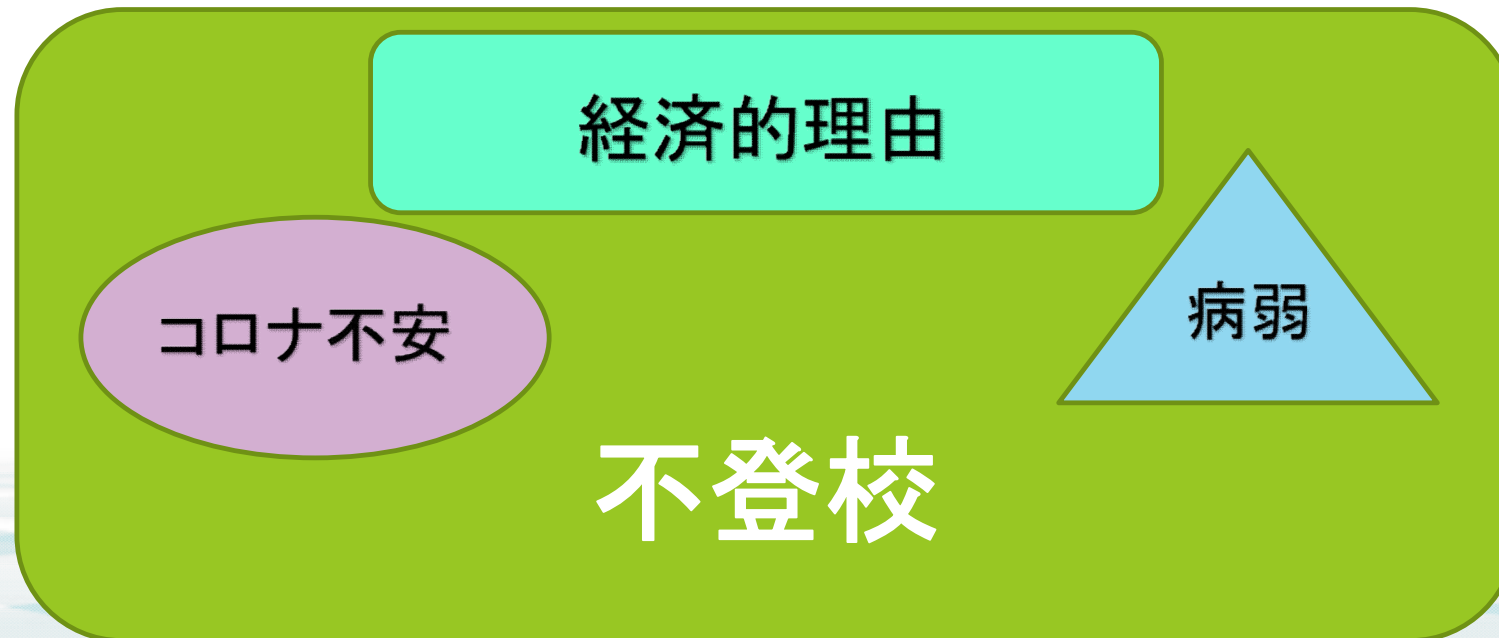 経済的理由
コロナ不安
病弱
不登校